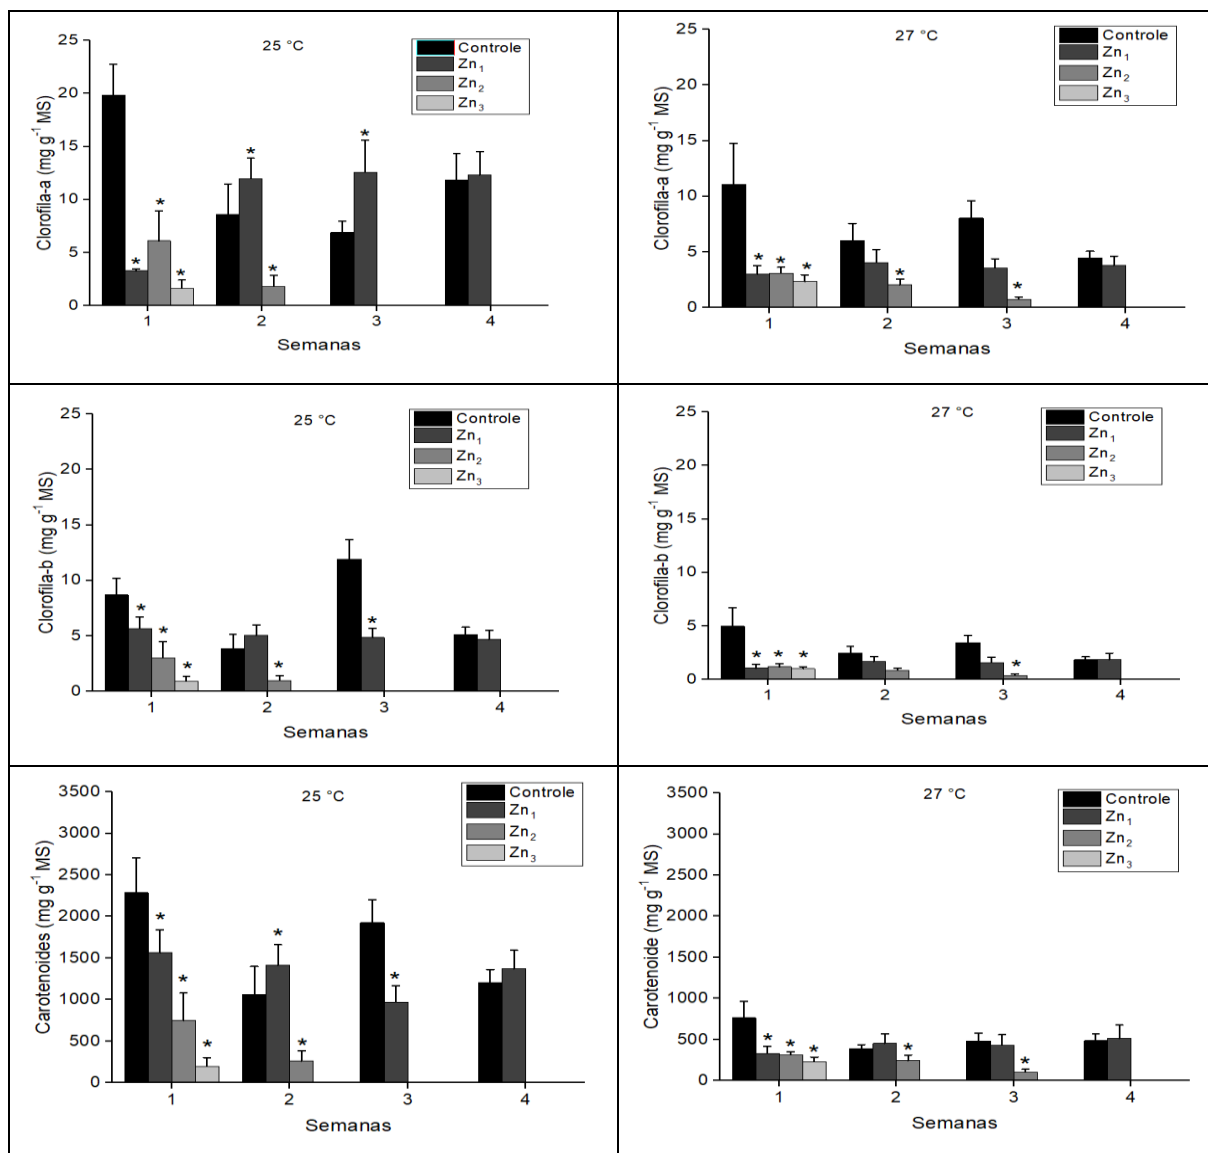 25 °C
Controle
Zn1
Zn2
Zn3
Clorofila-a (mg g-1 MS)
25
20
15
10
5
0
* * * * * *
1 2 3 4
Semanas
27 °C
Controle
Zn1
Zn2
Zn3
Clorofila-a (mg g-1 MS)
25
20
15
10
5
0
* * * * *
1 2 3 4
Semanas
25 °C
Controle
Zn1
Zn2
Zn3
Clorofila-b (mg g-1 MS)
25
20
15
10
5
0
* * * * *
1 2 3 4
Semanas
27 °C
Controle
Zn1
Zn2
Zn3
Clorofila-b (mg g-1 MS)
25
20
15
10
5
0
* * * *
1 2 3 4
Semanas
25 °C
Controle
Zn1
Zn2
Zn3
Carotenoides (mg g-1 MS)
3500
3000
2500
2000
1500
1000
500
0
* * * * * *
1 2 3 4
Semanas
27 °C
Controle
Zn1
Zn2
Zn3
Carotenoide (mg g-1 MS)
3500
3000
2500
2000
1500
1000
500
0
* * * * *
1 2 3 4
Semanas